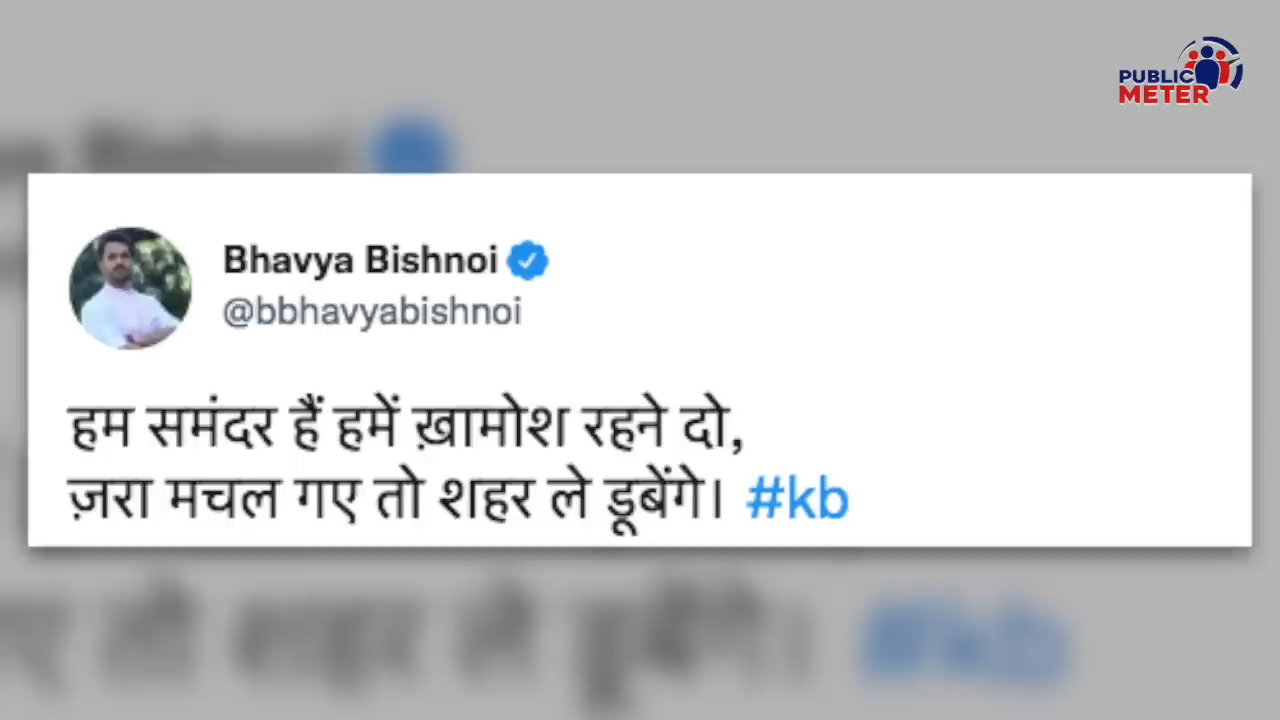 PUBLIC
METER
Bhavya Bishnoi
@bbhavyabishnoi
हम समंदर हैं हमें ख़ामोश रहने दो,
ज़रा मचल गए तो शहर ले डूबेंगे। #kb